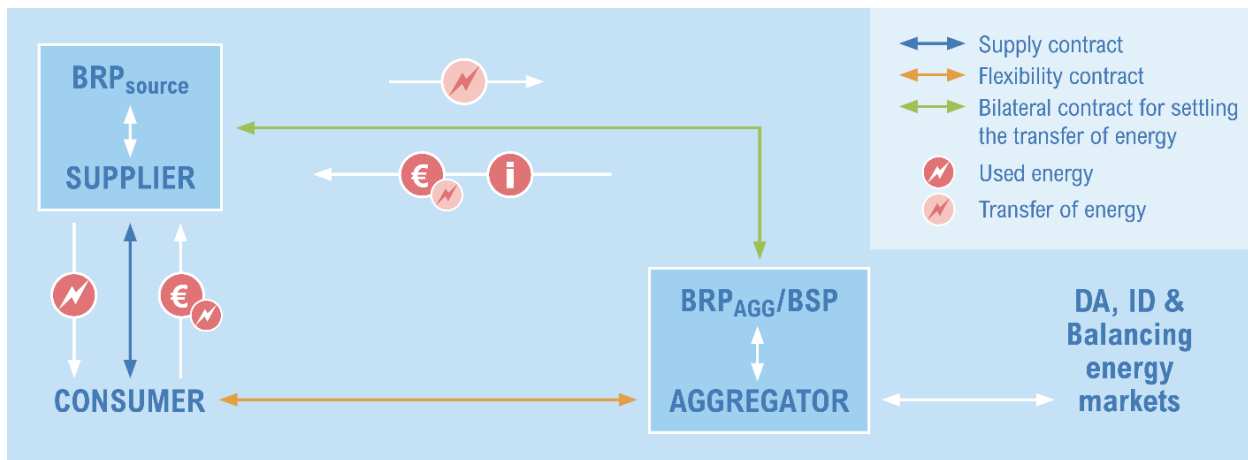 BRPsource
SUPPLIER
€
i
Supply contract
Flexibility contract
Bilateral contract for settling
the transfer of energy
Used energy
Transfer of energy
€
CONSUMER
BRPAGG/BSP
AGGREGATOR
DA, ID &
Balancing
energy
markets